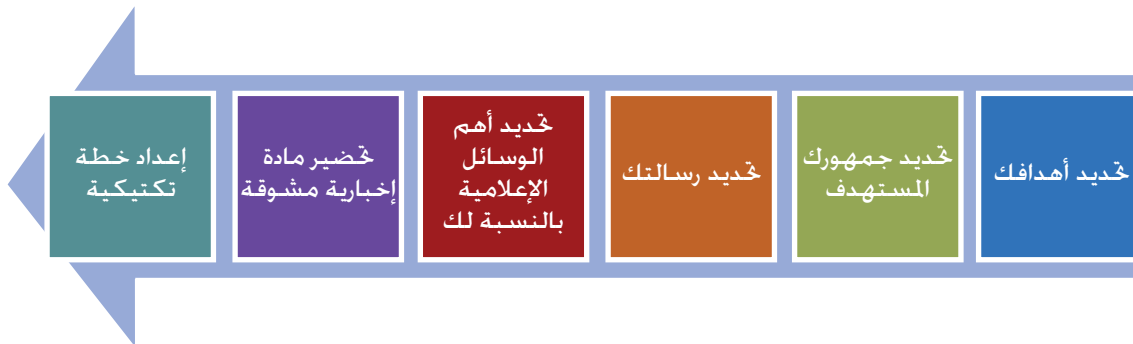 تحديد أهدافك
تحديد جمهورك
المستهدف
تحديد رسالتك
تحديد أهم
الوسائل
الإعلامية
بالنسبة لك
تحضير مادة
إخبارية مشوقة
إعداد خطة
تكتيكية